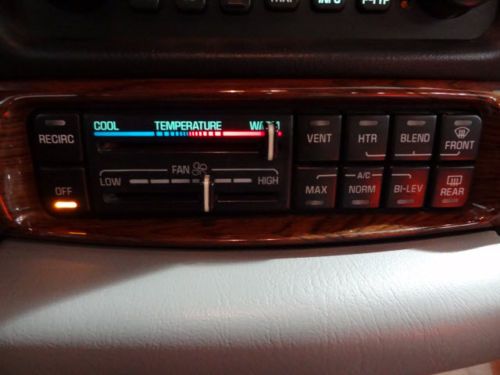 RECIRC
COOL TEMPERATURE
VENT HTR BLEND FRONT
OFF
FAN
LOW HIGH
A/C
MAX NORM BI-LEV REAR